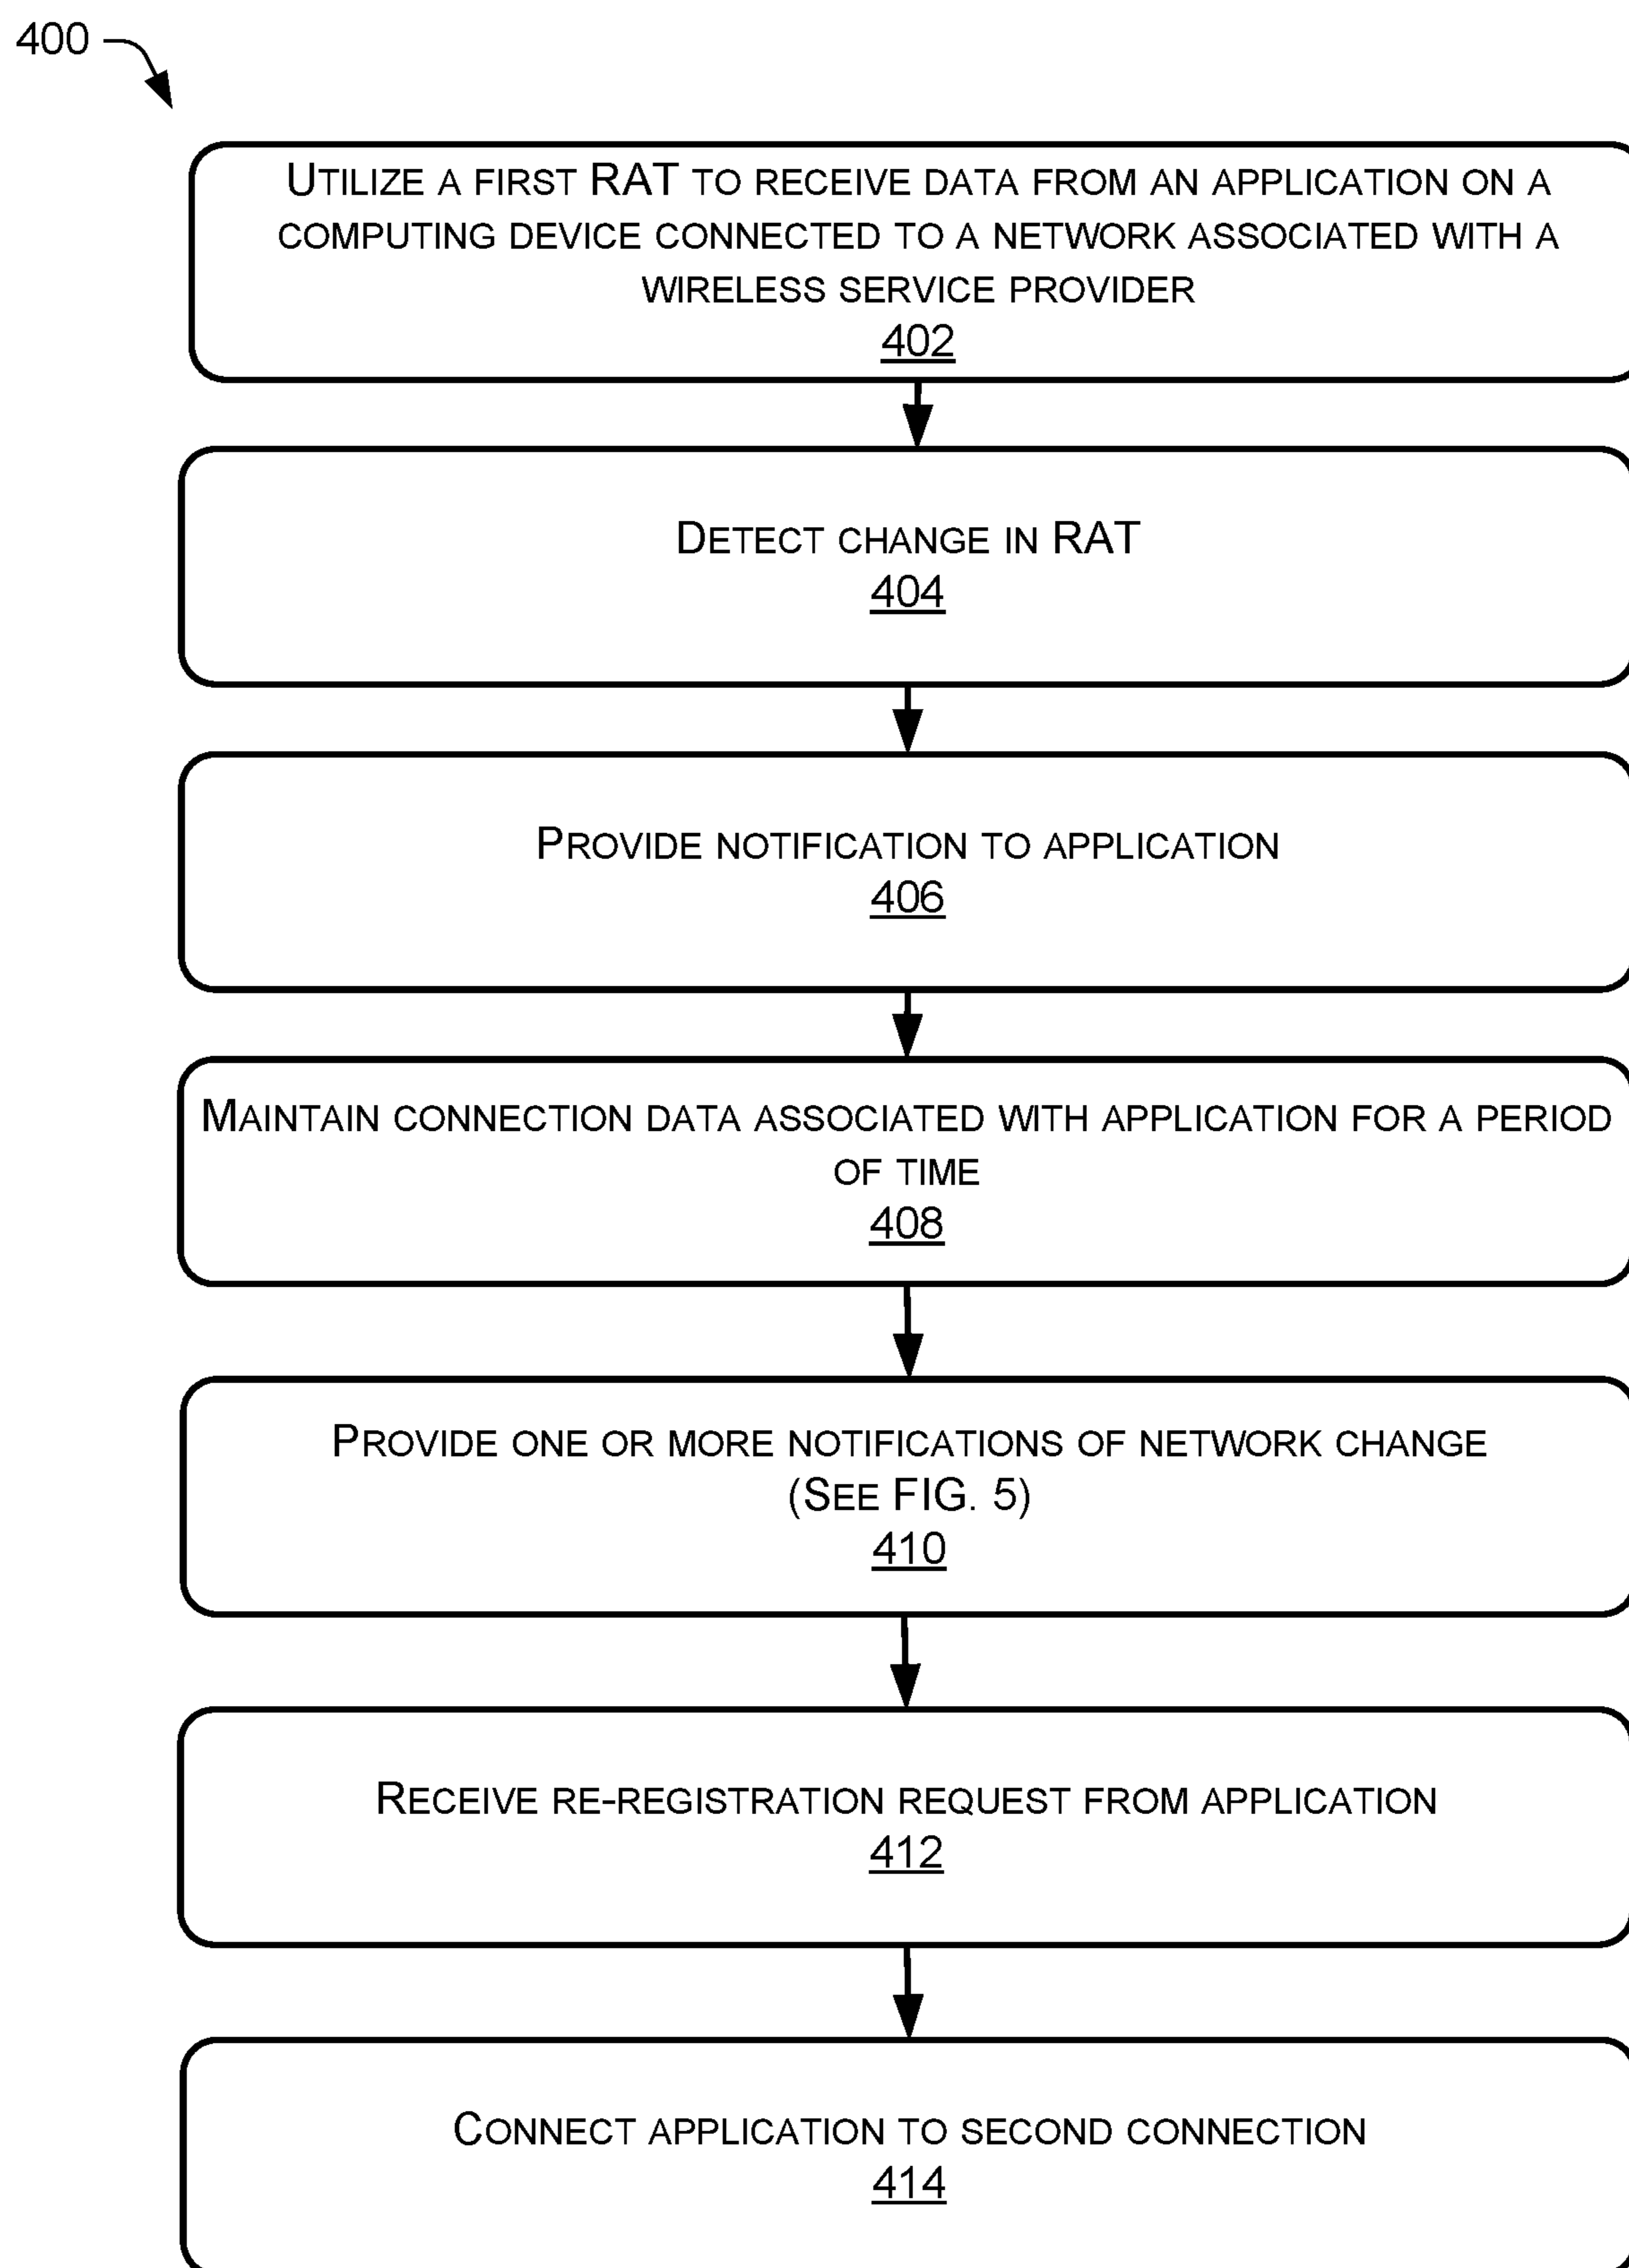 400
UTILIZE A FIRST RAT TO RECEIVE DATA FROM AN APPLICATION ON A
COMPUTING DEVICE CONNECTED TO A NETWORK ASSOCIATED WITH A
WIRELESS SERVICE PROVIDER
402
DETECT CHANGE IN RAT
404
PROVIDE NOTIFICATION TO APPLICATION
406
MAINTAIN CONNECTION DATA ASSOCIATED WITH APPLICATION FOR A PERIOD
OF TIME
408
PROVIDE ONE OR MORE NOTIFICATIONS OF NETWORK CHANGE
(SEE FIG. 5)
410
RECEIVE RE-REGISTRATION REQUEST FROM APPLICATION
412
CONNECT APPLICATION TO SECOND CONNECTION
414